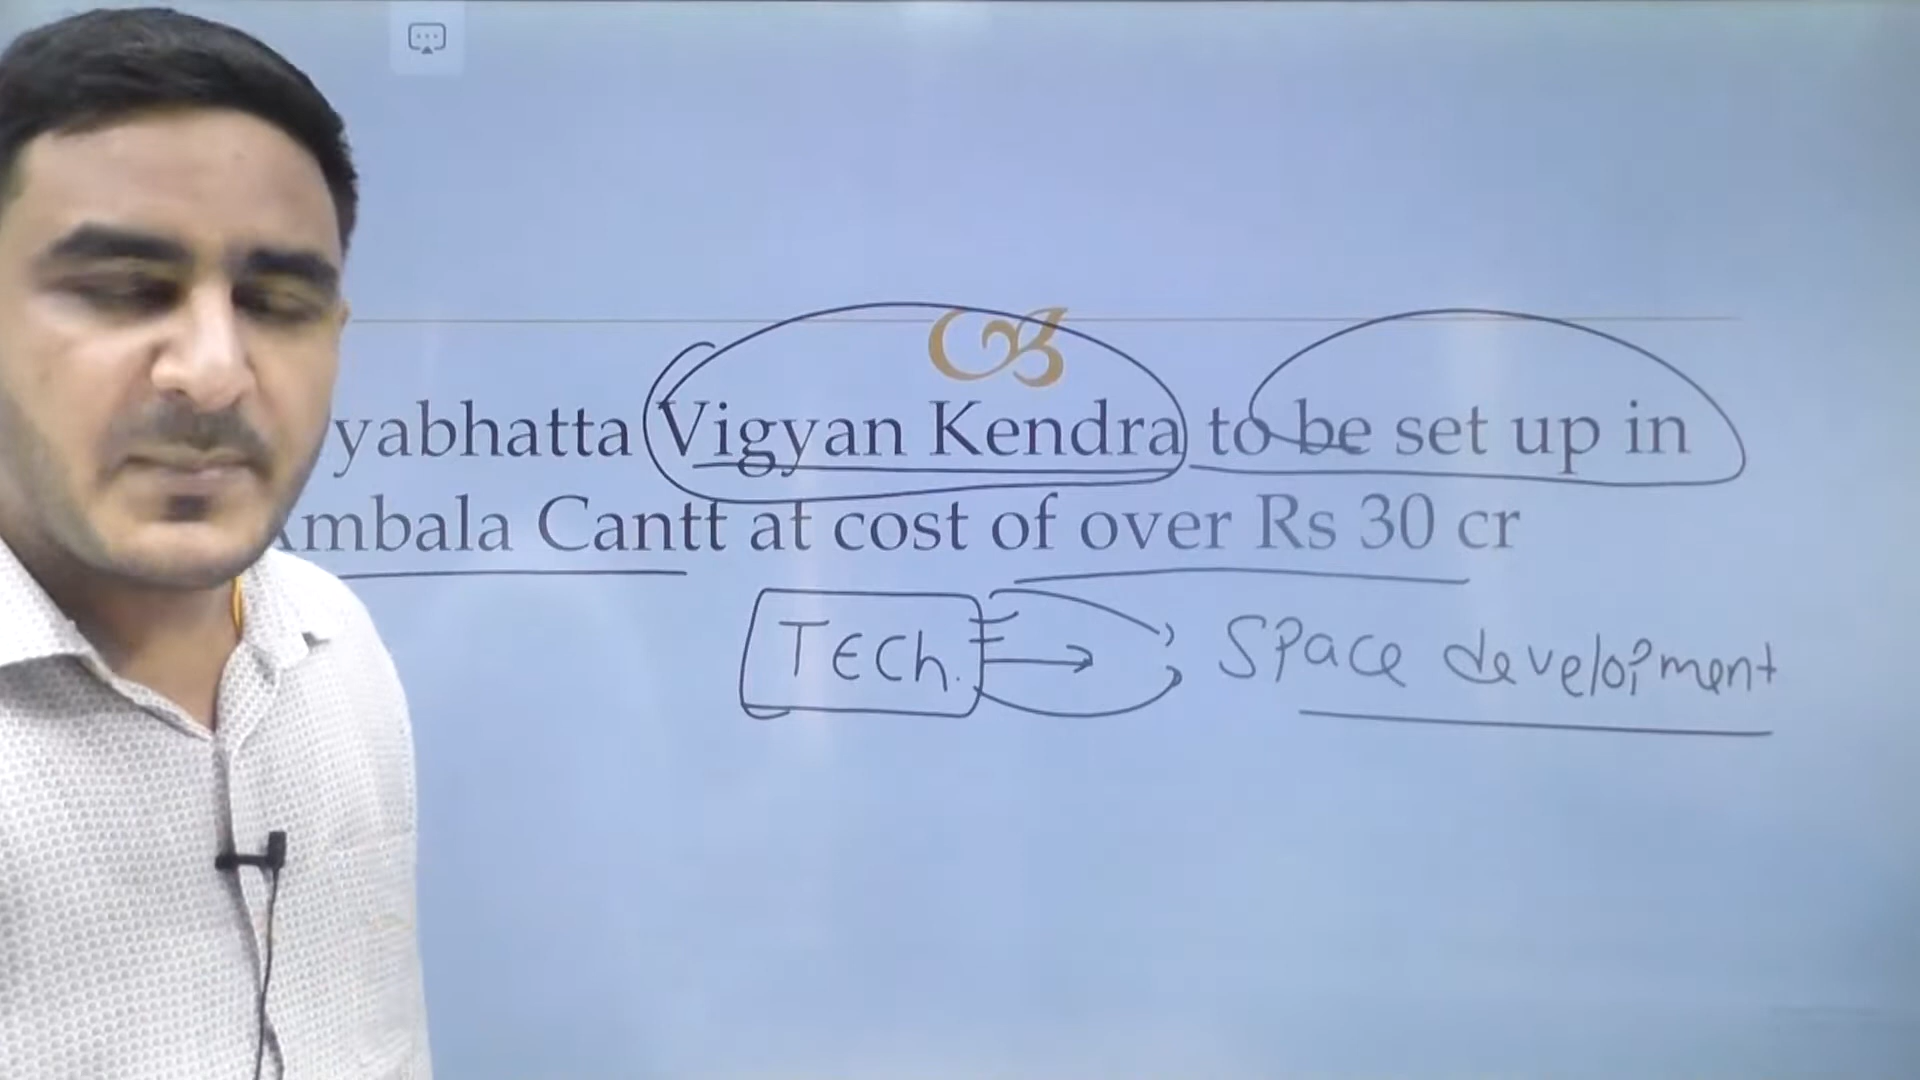 yabhatta Vigyan Kendra to be set up in
Ambala Cantt at cost of over Rs 30 cr
TECh. Space development